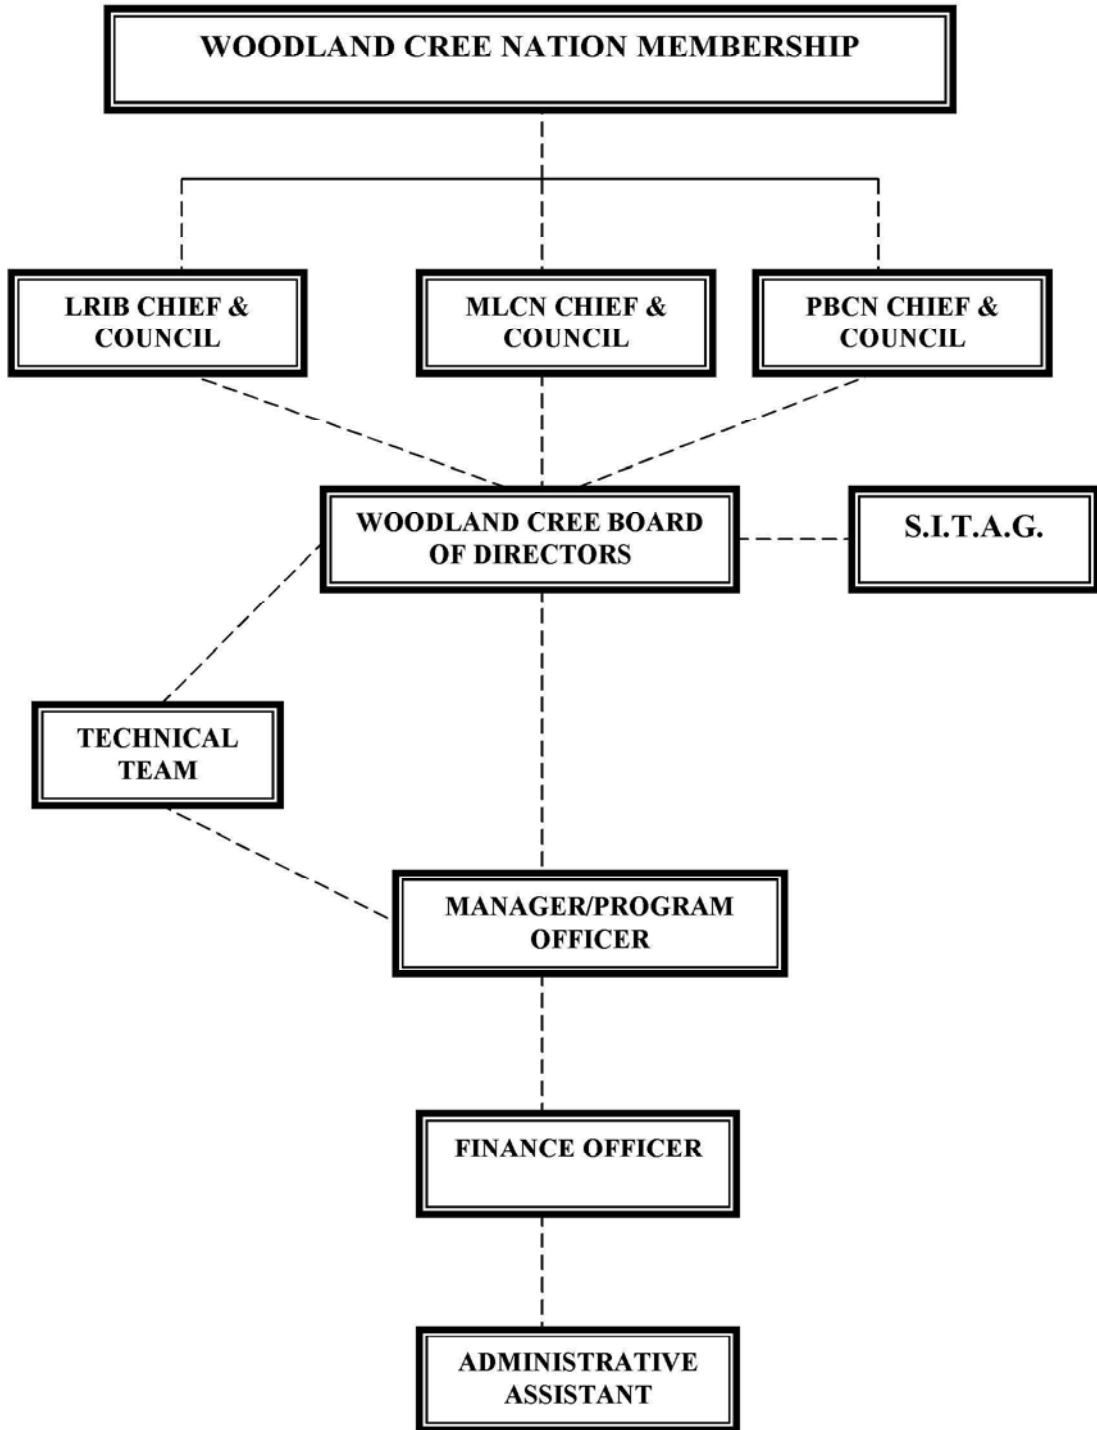 WOODLAND CREE NATION MEMBERSHIP
LRIB CHIEF &
COUNCIL
MLCN CHIEF &
COUNCIL
PBCN CHIEF &
COUNCIL
WOODLAND CREE BOARD
OF DIRECTORS
S.I.T.A.G.
TECHNICAL
TEAM
MANAGER/PROGRAM
OFFICER
FINANCE OFFICER
ADMINISTRATIVE
ASSISTANT